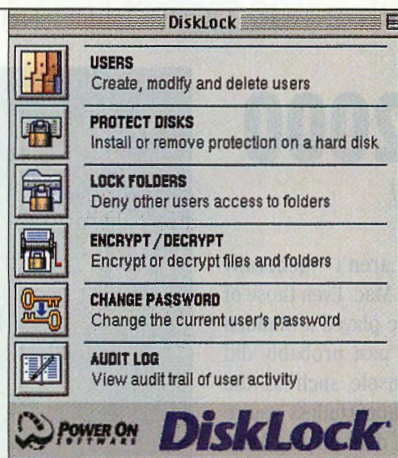 DiskLock
USERS
Create, modify and delete users
PROTECT DISKS
Install or remove protection on a hard disk
LOCK FOLDERS
Deny other users access to folders
ENCRYPT / DECRYPT
Encrypt or decrypt files and folders
CHANGE PASSWORD
Change the current user's password
AUDIT LOG
View audit trail of user activity
POWER ON
SOFTWARE
DiskLock